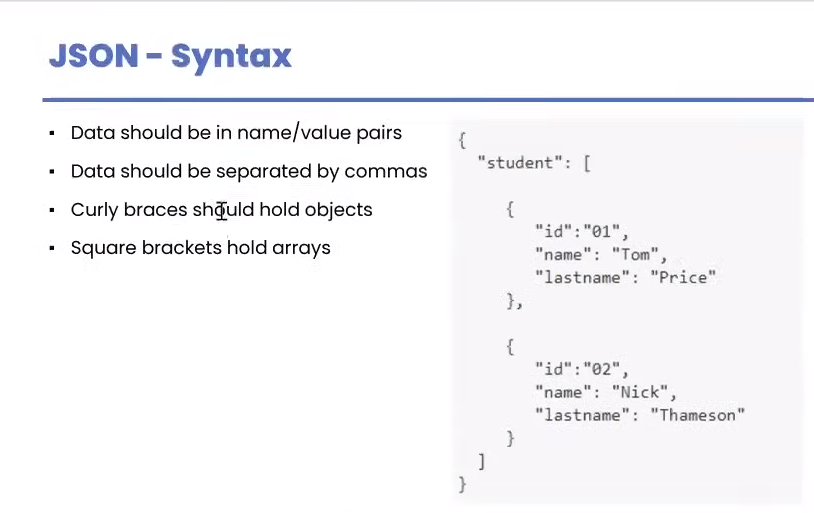 JSON - Syntax
▪ Data should be in name/value pairs
▪ Data should be separated by commas
▪ Curly braces should hold objects
▪ Square brackets hold arrays
{
"student": [
{
"id":"01",
"name": "Tom",
"lastname": "Price"
},
{
"id":"02",
"name": "Nick",
"lastname": "Thameson"
}
]
}